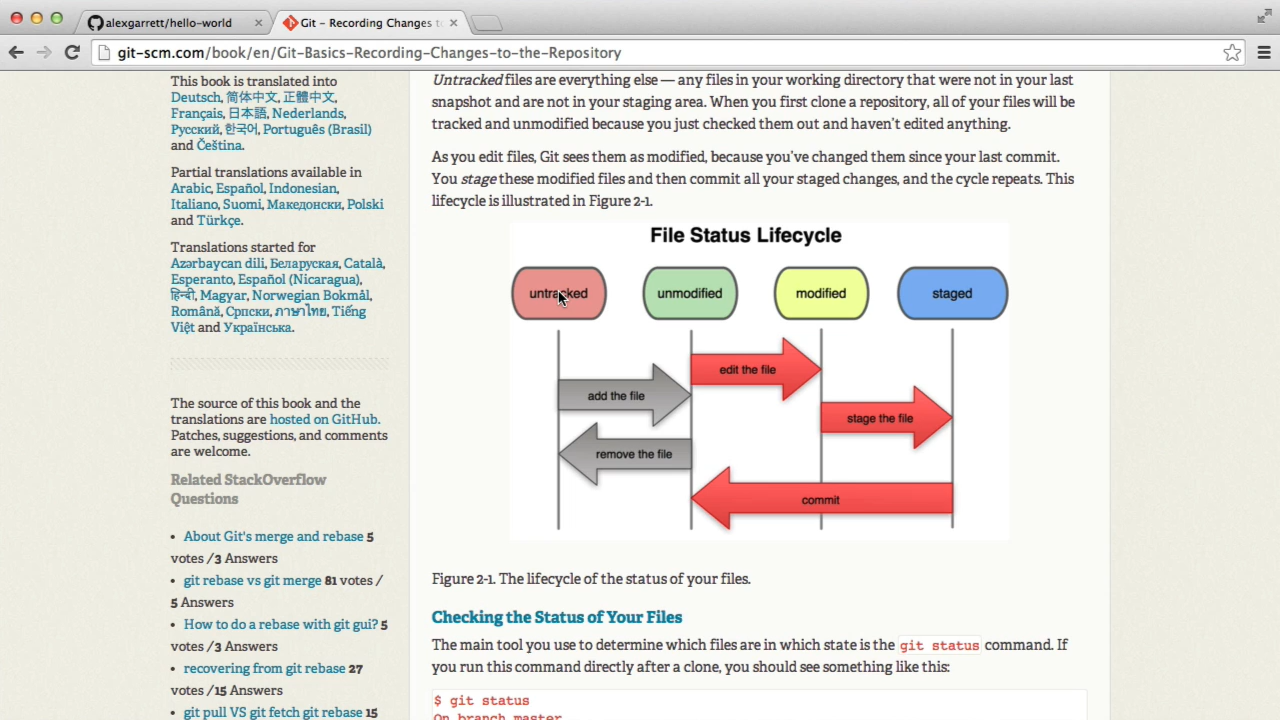 alexgarrett/hello-world
Git - Recording Changes to
git-scm.com/book/en/Git-Basics-Recording-Changes-to-the-Repository
This book is translated into
Deutsch, 简体中文, 正體中文,
Français, 日本語, Nederlands,
Русский, 한국어, Português (Brasil)
and Čeština.
Partial translations available in
Arabic, Español, Indonesian,
Italiano, Suomi, Македонски, Polski
and Türkçe.
Translations started for
Azərbaycan dili, Беларуская, Català,
Esperanto, Español (Nicaragua),
हिन्दी, Magyar, Norwegian Bokmål,
Română, Српски, ภาษาไทย, Tiếng
Việt and Українська.
The source of this book and the
translations are hosted on GitHub.
Patches, suggestions, and comments
are welcome.
Related StackOverflow
Questions
• About Git's merge and rebase 5
votes /3 Answers
• git rebase vs git merge 81 votes /
5 Answers
• How to do a rebase with git gui? 5
votes /3 Answers
• recovering from git rebase 27
votes /15 Answers
• git pull VS git fetch git rebase 15
Untracked files are everything else — any files in your working directory that were not in your last
snapshot and are not in your staging area. When you first clone a repository, all of your files will be
tracked and unmodified because you just checked them out and haven't edited anything.
As you edit files, Git sees them as modified, because you've changed them since your last commit.
You stage these modified files and then commit all your staged changes, and the cycle repeats. This
lifecycle is illustrated in Figure 2-1.
File Status Lifecycle
untracked
unmodified
modified
staged
edit the file
add the file
stage the file
remove the file
commit
Figure 2-1. The lifecycle of the status of your files.
Checking the Status of Your Files
The main tool you use to determine which files are in which state is the git status command. If
you run this command directly after a clone, you should see something like this:
$ git status
On branch master